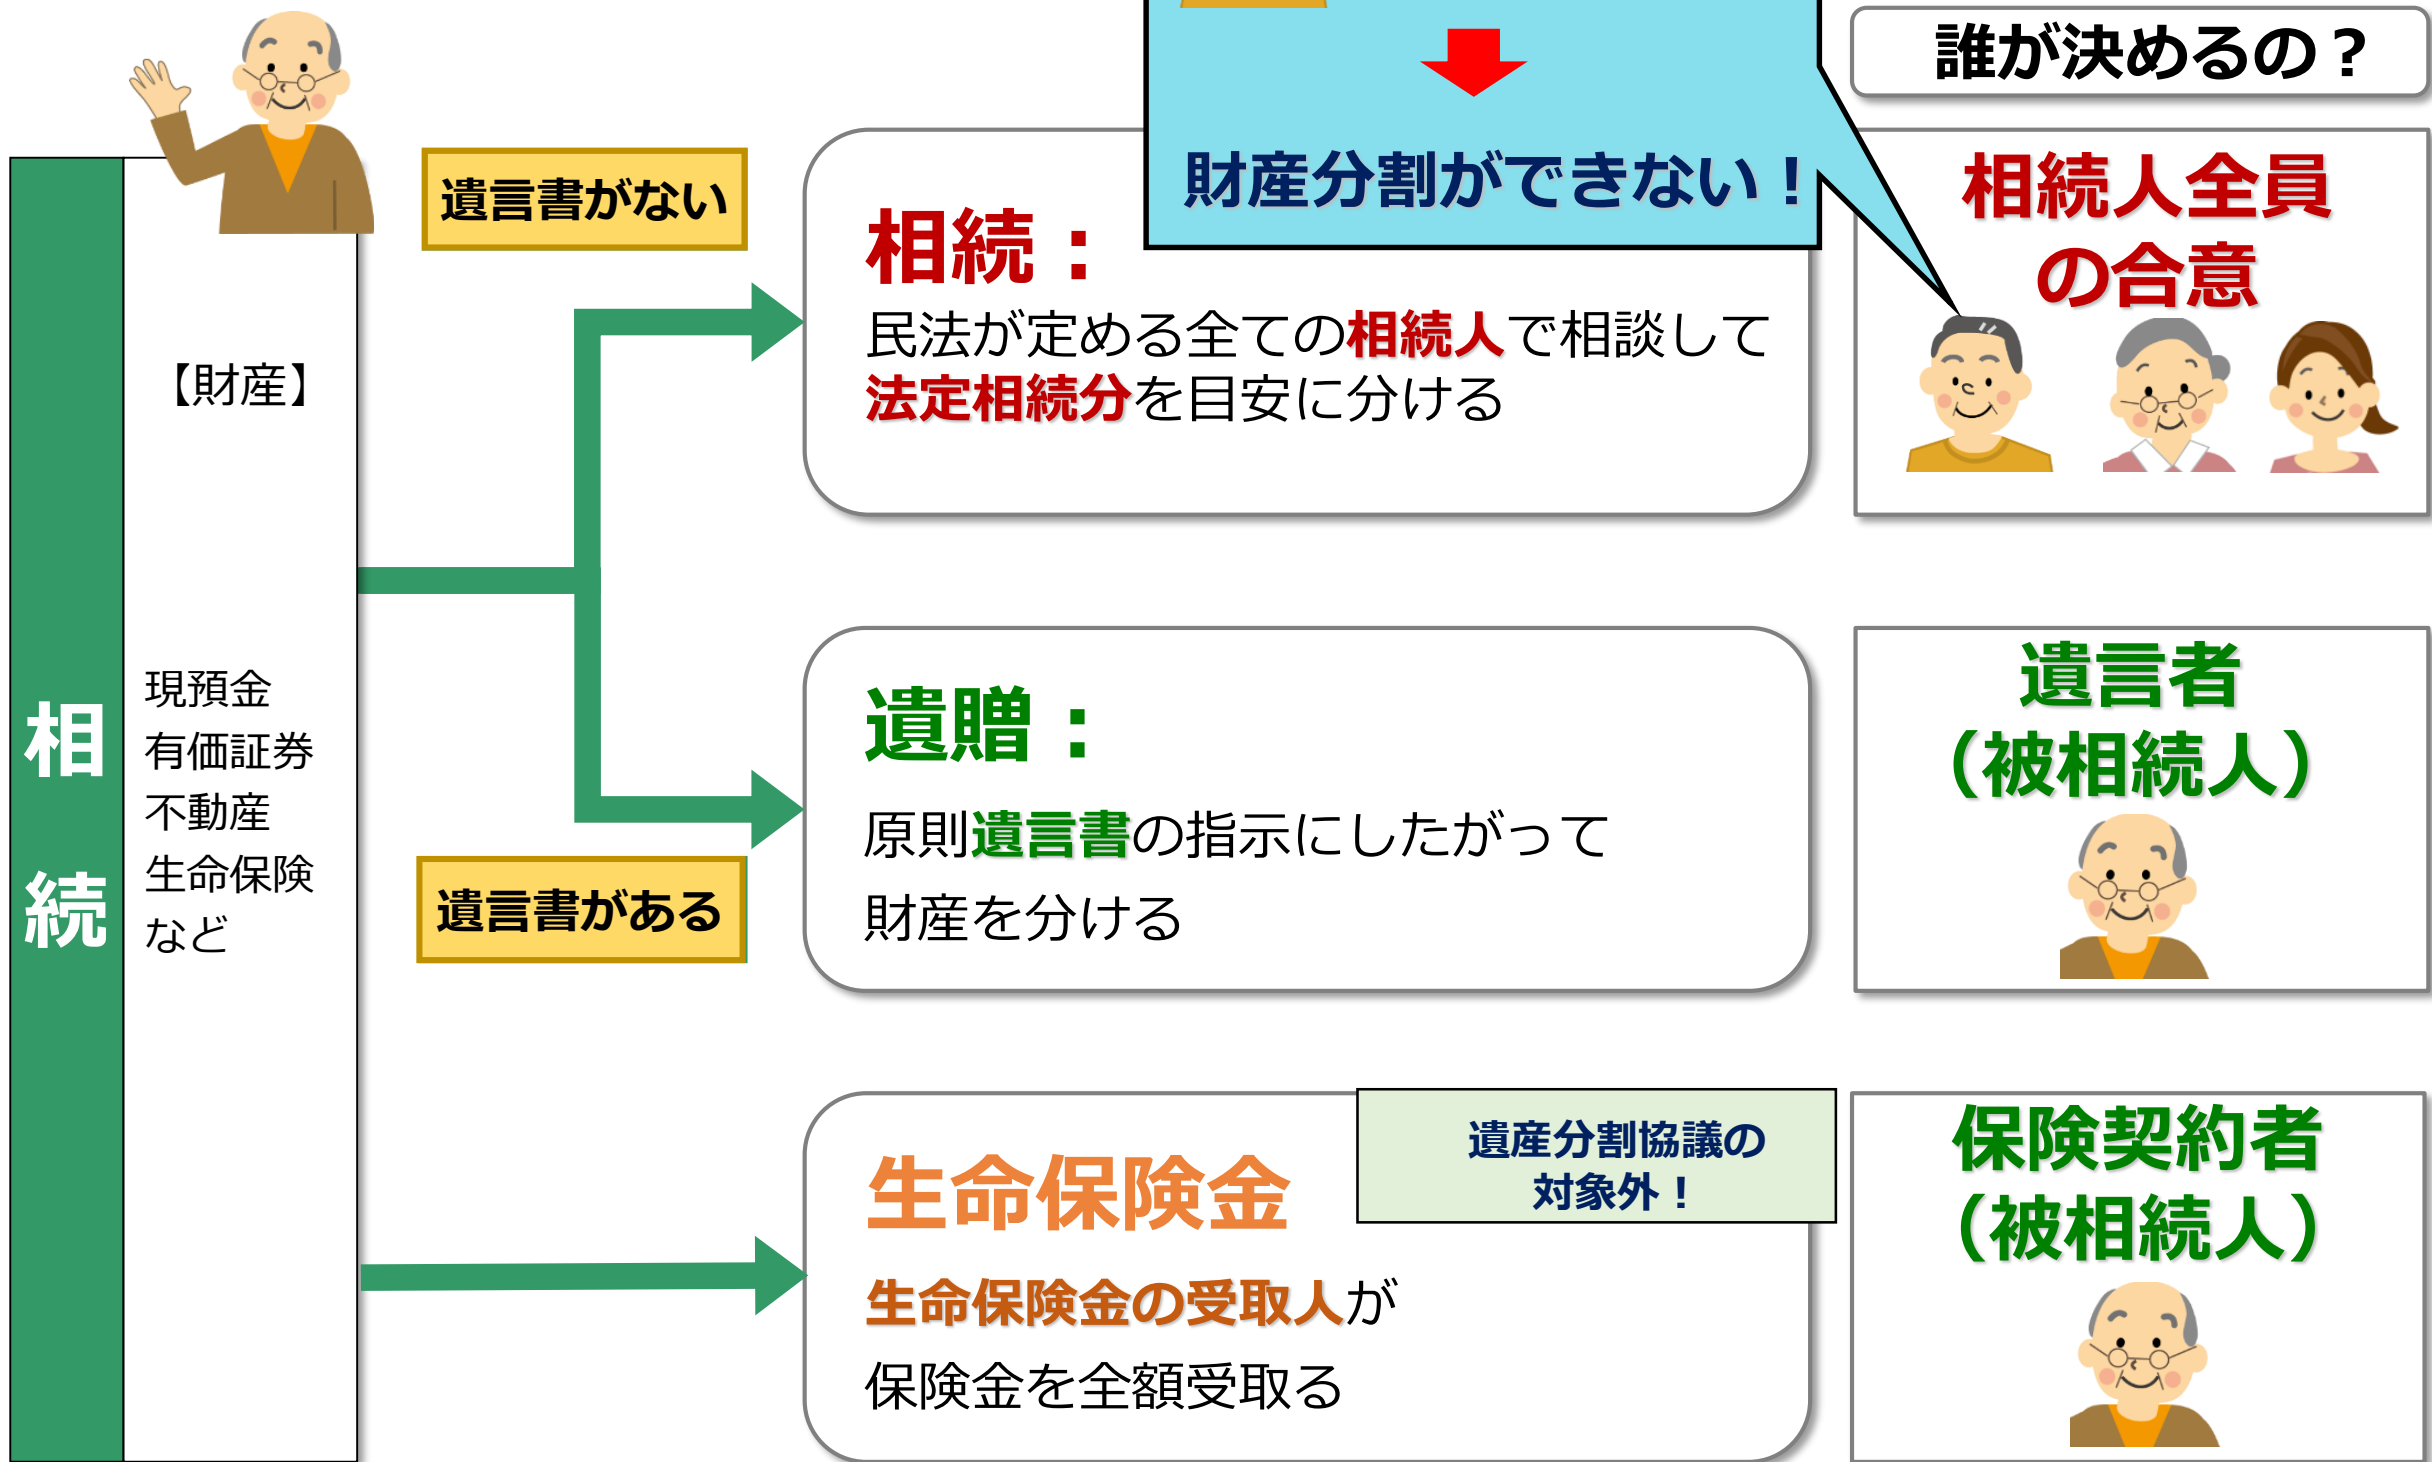 誰が決めるの？
相続
【財産】
現預金
有価証券
不動産
生命保険
など
遺言書がない
遺言書がある
財産分割ができない！
相続：
民法が定める全ての相続人で相談して
法定相続分を目安に分ける
相続人全員
の合意
遺贈：
原則遺言書の指示にしたがって
財産を分ける
遺言者
（被相続人）
生命保険金
遺産分割協議の
対象外！
生命保険金の受取人が
保険金を全額受取る
保険契約者
（被相続人）